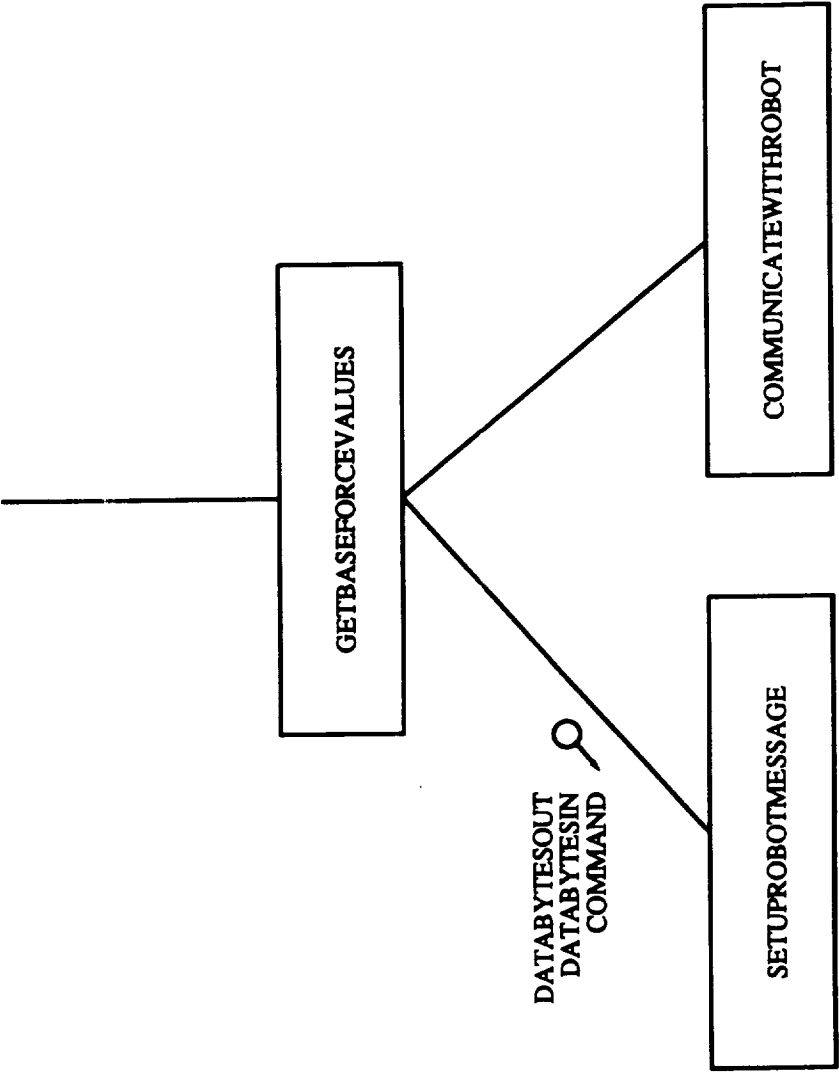 GETBASEFORCEVALUES
DATABYTESOUT
DATABYTESIN
COMMAND
SETUPROBOTMESSAGE
COMMUNICATEWITHROBOT